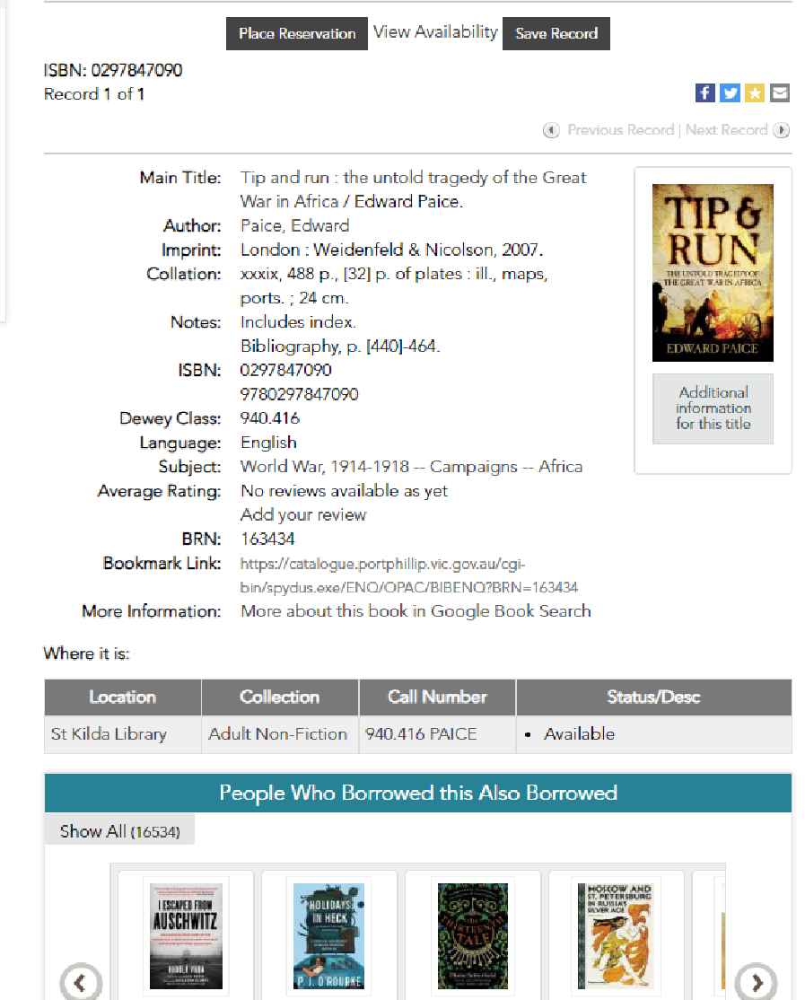 Place Reservation View Availability Save Record
ISBN: 0297847090
Record 1 of 1
Previous Record | Next Record
Main Title: Tip and run : the untold tragedy of the Great
War in Africa / Edward Paice.
Author: Paice, Edward
Imprint: London : Weidenfeld & Nicolson, 2007.
Collation: xxxix, 488 p., [32] p. of plates : ill., maps,
ports. ; 24 cm.
Notes: Includes index.
Bibliography, p. [440]-464.
ISBN: 0297847090
9780297847090
Dewey Class: 940.416
Language: English
Subject: World War, 1914-1918 -- Campaigns -- Africa
Average Rating: No reviews available as yet
Add your review
BRN: 163434
Bookmark Link: https://catalogue.portphillip.vic.gov.au/cgi-
bin/spydus.exe/ENQ/OPAC/BIBENQ?BRN=163434
More Information: More about this book in Google Book Search
TIP &
RUN
THE UNTOLD TRAGEDY OF
THE GREAT WAR IN AFRICA
EDWARD PAICE
Additional
information
for this title
Where it is:
Location Collection Call Number Status/Desc
St Kilda Library Adult Non-Fiction 940.416 PAICE • Available
People Who Borrowed this Also Borrowed
Show All (16534)
I ESCAPED FROM
AUSCHWITZ
RUDOLF VRBA
HOLIDAYS
IN HECK
P. J. O'ROURKE
THIRTEENTH
TALE
MOSCOW AND
ST. PETERSBURG
IN RUSSIA'S
SILVER AGE